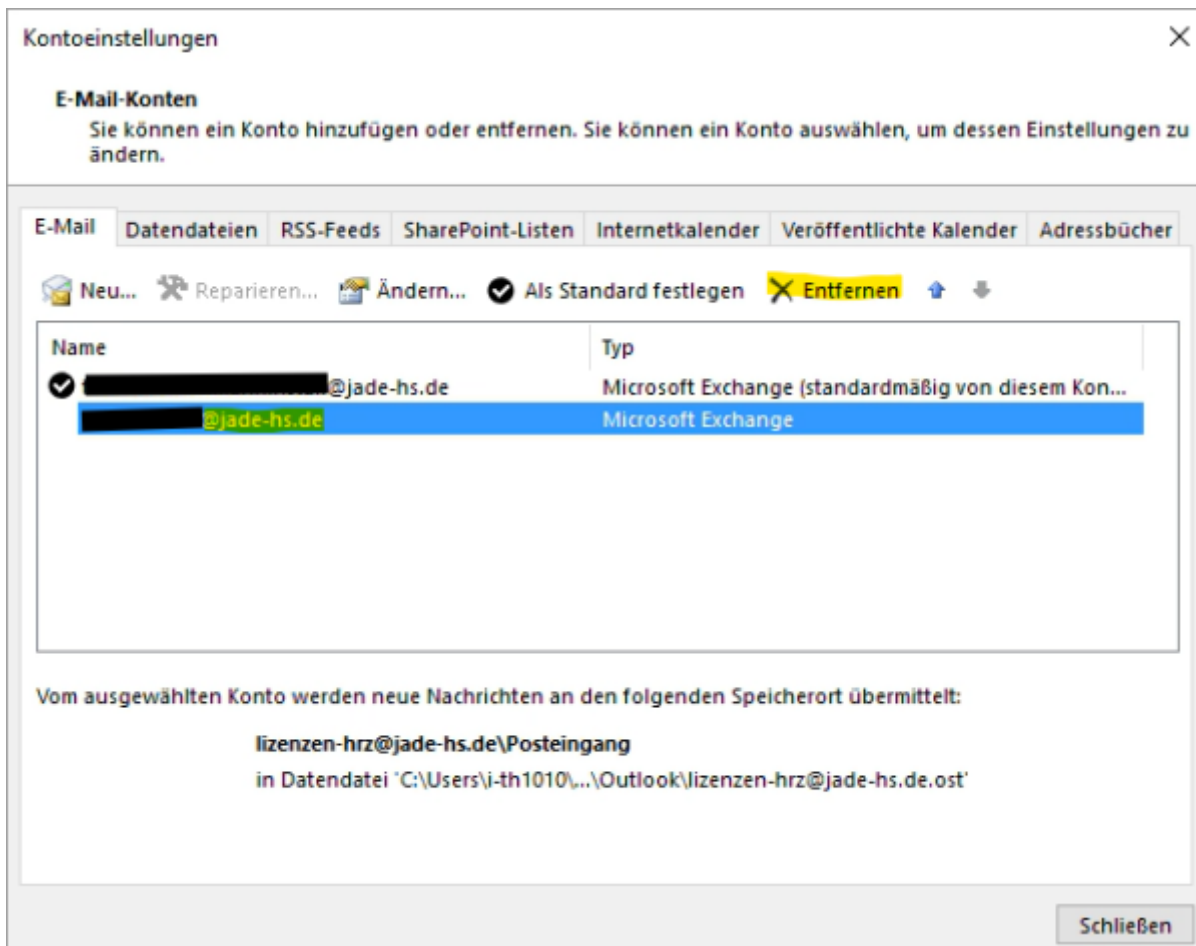 Kontoeinstellungen
E-Mail-Konten
Sie können ein Konto hinzufügen oder entfernen. Sie können ein Konto auswählen, um dessen Einstellungen zu
ändern.
E-Mail Datendateien RSS-Feeds SharePoint-Listen Internetkalender Veröffentlichte Kalender Adressbücher
Neu... Reparieren... Ändern... Als Standard festlegen Entfernen
Name Typ
@jade-hs.de Microsoft Exchange (standardmäßig von diesem Kon...
@jade-hs.de Microsoft Exchange
Vom ausgewählten Konto werden neue Nachrichten an den folgenden Speicherort übermittelt:
lizenzen-hrz@jade-hs.de\Posteingang
in Datendatei 'C:\Users\i-th1010\...\Outlook\lizenzen-hrz@jade-hs.de.ost'
Schließen